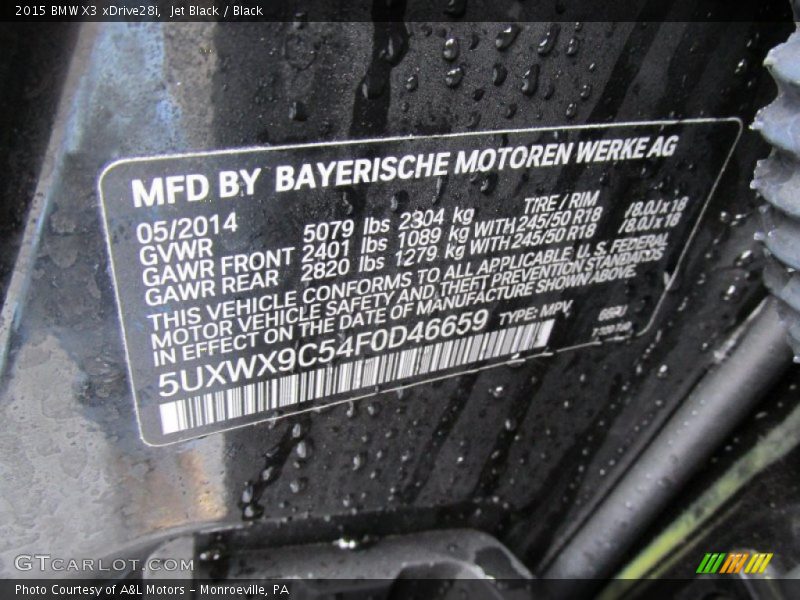 2015 BMW X3 xDrive28i, Jet Black / Black
MFD BY BAYERISCHE MOTOREN WERKE AG
05/2014 TIRE / RIM
GVWR 5079 lbs 2304 kg
GAWR FRONT 2401 lbs 1089 kg WITH 245/50 R18 /8.0J x 18
GAWR REAR 2820 lbs 1279 kg WITH 245/50 R18 /8.0J x 18
THIS VEHICLE CONFORMS TO ALL APPLICABLE U. S. FEDERAL
MOTOR VEHICLE SAFETY AND THEFT PREVENTION STANDARDS
IN EFFECT ON THE DATE OF MANUFACTURE SHOWN ABOVE.
5UXWX9C54F0D46659 TYPE: MPV
GTCARLOT.COM
Photo Courtesy of A&L Motors - Monroeville, PA